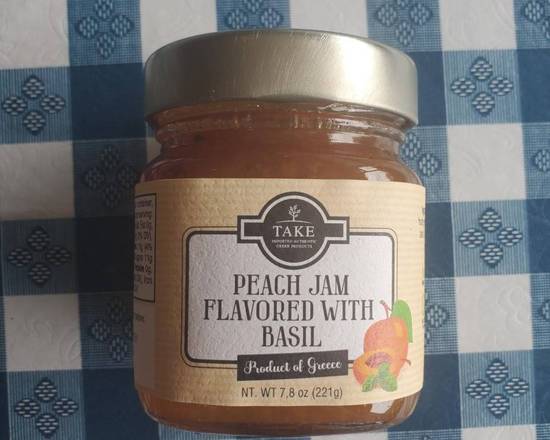 TAKE
IMPORTED AUTHENTIC
GREEK PRODUCTS
PEACH JAM
FLAVORED WITH
BASIL
Product of Greece
NT. WT 7,8 oz (221g)